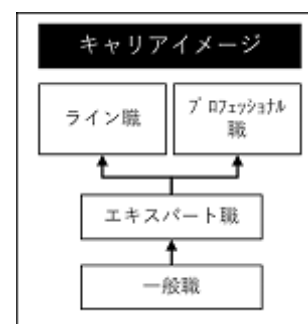 キャリアイメージ
ライン職
ﾌﾟﾛﾌｪｯｼｮﾅﾙ
職
エキスパート職
一般職